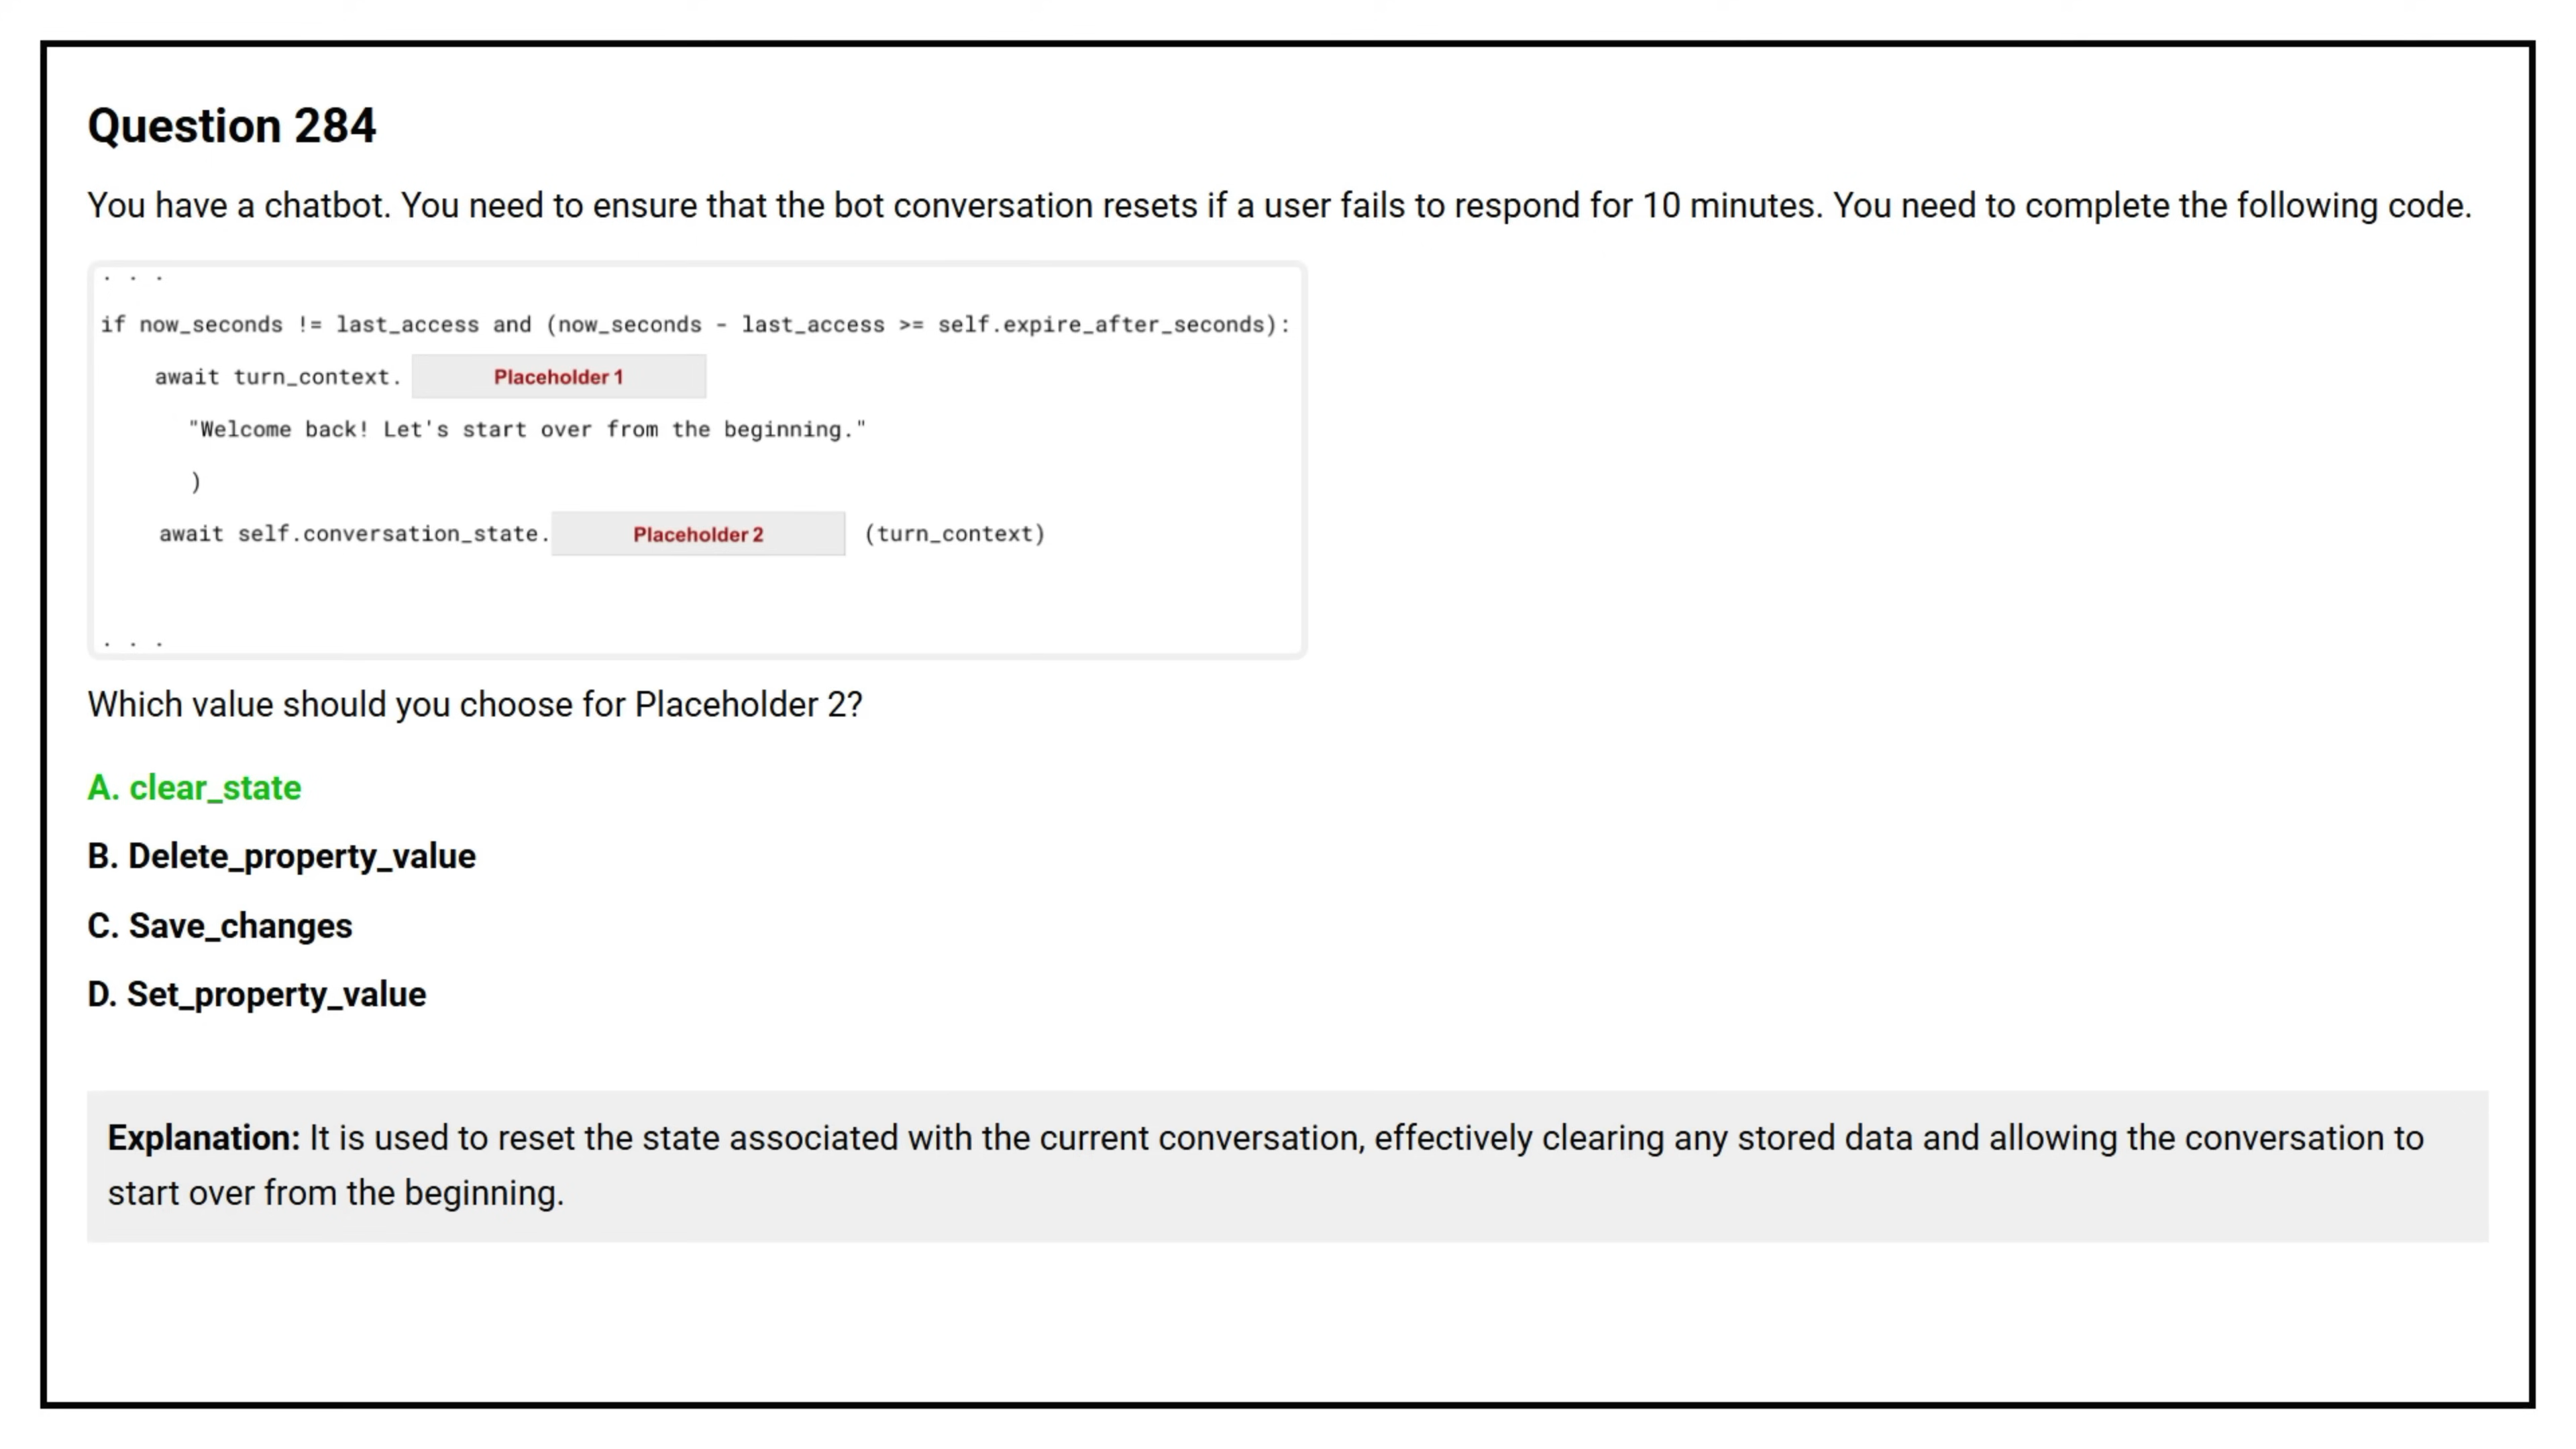 Question 284
You have a chatbot. You need to ensure that the bot conversation resets if a user fails to respond for 10 minutes. You need to complete the following code.
. . .
if now_seconds != last_access and (now_seconds - last_access >= self.expire_after_seconds):
await turn_context. Placeholder 1
"Welcome back! Let's start over from the beginning."
)
await self.conversation_state. Placeholder 2 (turn_context)
. . .
Which value should you choose for Placeholder 2?
A. clear_state
B. Delete_property_value
C. Save_changes
D. Set_property_value
Explanation: It is used to reset the state associated with the current conversation, effectively clearing any stored data and allowing the conversation to
start over from the beginning.